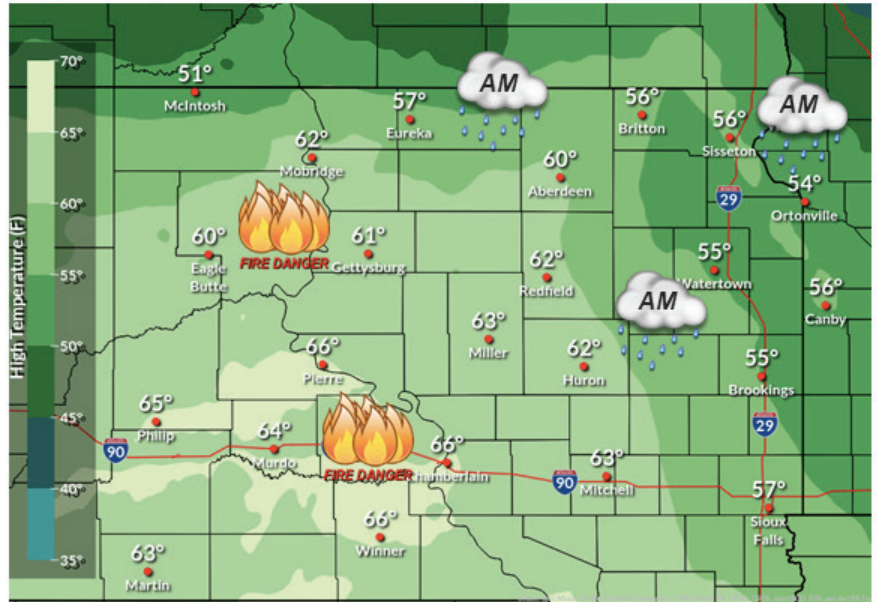 High Temperature (F)
70°
65°
60°
55°
50°
45°
40°
35°
51°
McIntosh
57°
Eureka
AM
56°
Britton
56°
Sisseton
AM
62°
Mobridge
60°
Aberdeen
29
54°
Ortonville
FIRE DANGER
60°
Eagle
Butte
61°
Gettysburg
62°
Redfield
55°
Watertown
AM
56°
Canby
66°
Pierre
63°
Miller
62°
Huron
55°
Brookings
65°
Philip
90
64°
Murdo
FIRE DANGER
66°
Chamberlain
90
63°
Mitchell
29
57°
Sioux
Falls
66°
Winner
63°
Martin